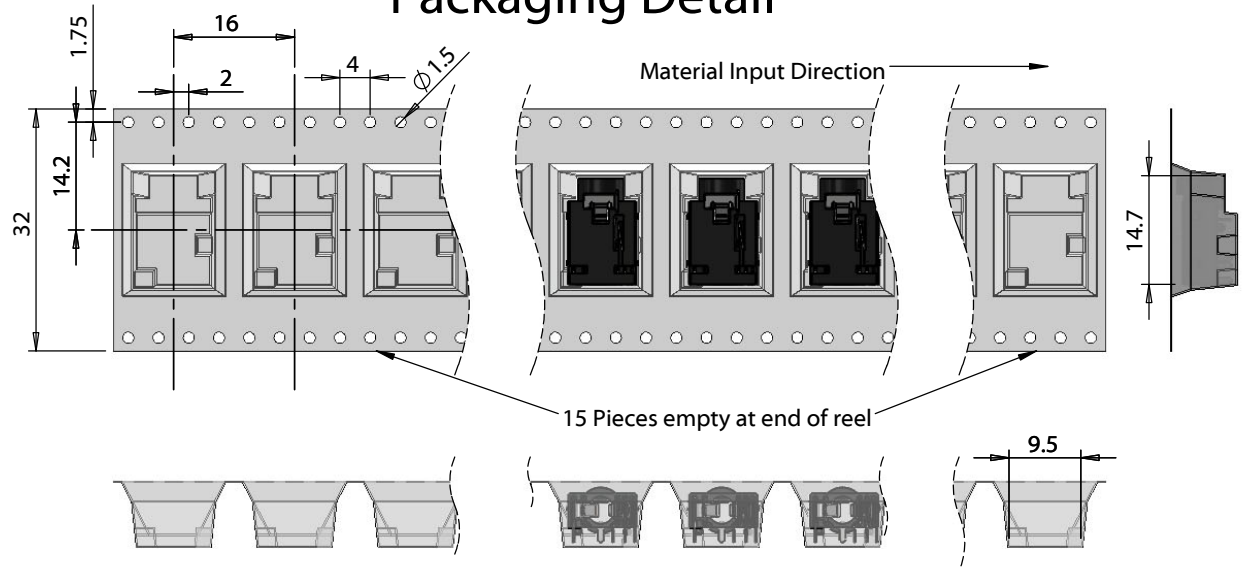 Packaging Detail
16
1.75
2
4
Ø1.5
Material Input Direction
14.2
32
14.7
15 Pieces empty at end of reel
9.5